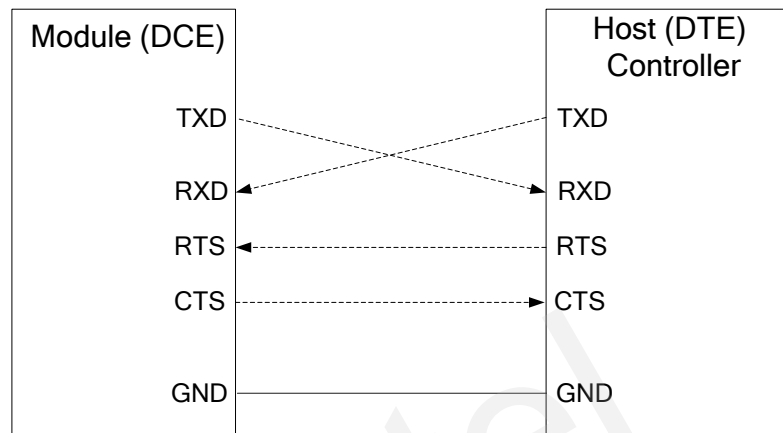 Module (DCE)
Host (DTE)
Controller
TXD
TXD
RXD
RXD
RTS
RTS
CTS
CTS
GND
GND